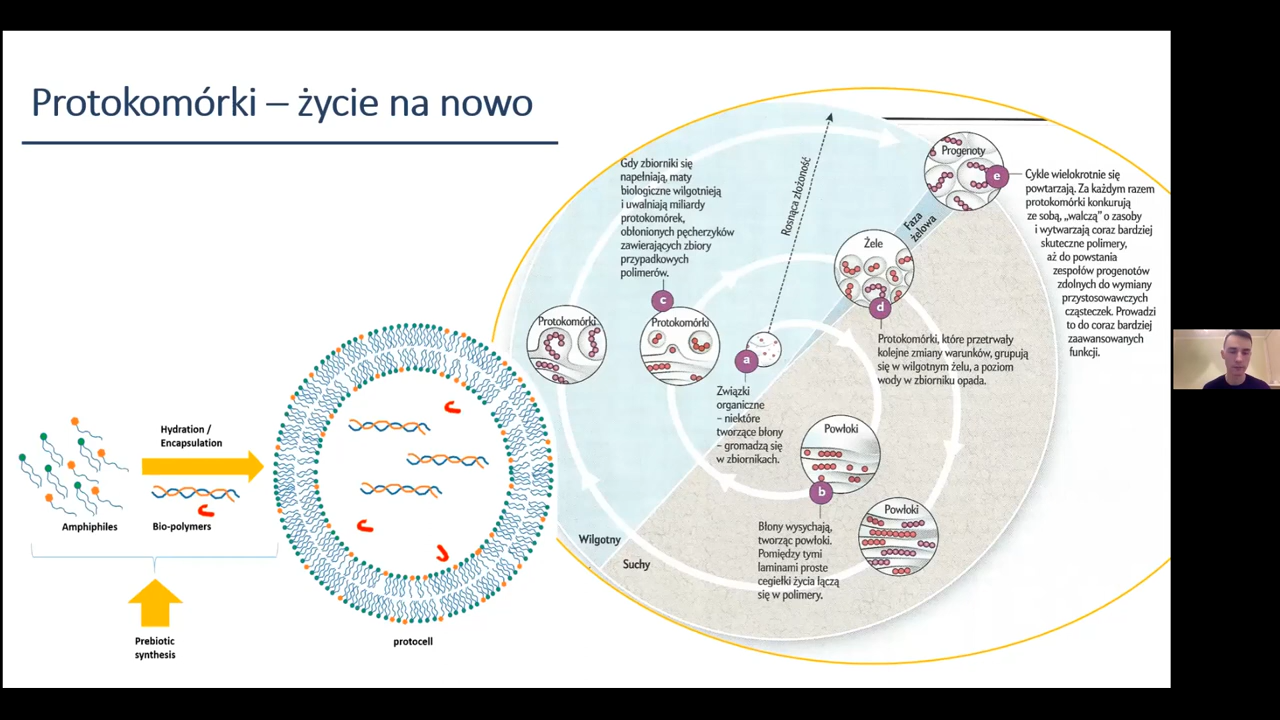 Protokomórki – życie na nowo
Hydration /
Encapsulation
Amphiphiles
Bio-polymers
Prebiotic
synthesis
protocell
Gdy zbiorniki się
napełniają, maty
biologiczne wilgotnieją
i uwalniają miliardy
protokomórek,
obłonionych pęcherzyków
zawierających zbiory
przypadkowych
polimerów.
c
Protokomórki
Protokomórki
Rosnąca złożoność
a
Związki
organiczne
– niektóre
tworzące błony
– gromadzą się
w zbiornikach.
Faza
żelowa
Progenoty
e
Cykle wielokrotnie się
powtarzają. Za każdym razem
protokomórki konkurują
ze sobą, „walczą” o zasoby
i wytwarzają coraz bardziej
skuteczne polimery,
aż do powstania
zespołów progenotów
zdolnych do wymiany
przystosowawczych
cząsteczek. Prowadzi
to do coraz bardziej
zaawansowanych
funkcji.
Żele
d
Protokomórki, które przetrwały
kolejne zmiany warunków, grupują
się w wilgotnym żelu, a poziom
wody w zbiorniku opada.
Powłoki
b
Błony wysychają,
tworząc powłoki.
Pomiędzy tymi
laminami proste
cegiełki życia łączą
się w polimery.
Powłoki
Wilgotny
Suchy